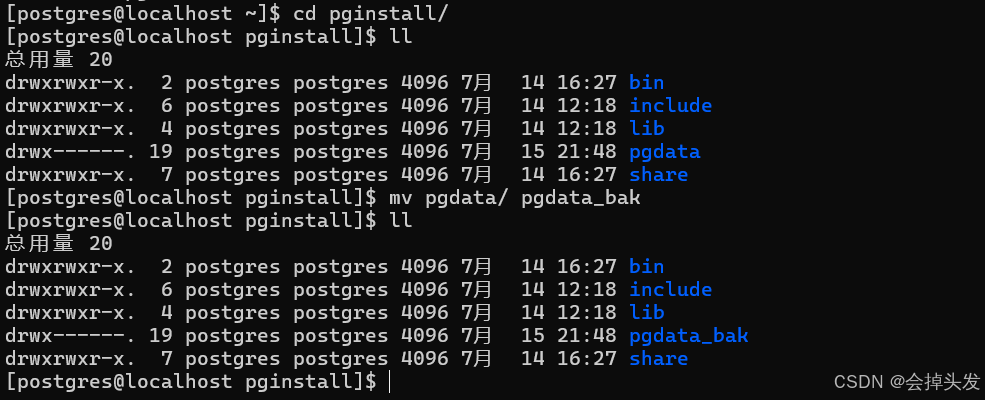 [postgres@localhost ~]$ cd pginstall/
[postgres@localhost pginstall]$ ll
总用量 20
drwxrwxr-x.  2 postgres postgres 4096 7月  14 16:27 bin
drwxrwxr-x.  6 postgres postgres 4096 7月  14 12:18 include
drwxrwxr-x.  4 postgres postgres 4096 7月  14 12:18 lib
drwx------. 19 postgres postgres 4096 7月  15 21:48 pgdata
drwxrwxr-x.  7 postgres postgres 4096 7月  14 16:27 share
[postgres@localhost pginstall]$ mv pgdata/ pgdata_bak
[postgres@localhost pginstall]$ ll
总用量 20
drwxrwxr-x.  2 postgres postgres 4096 7月  14 16:27 bin
drwxrwxr-x.  6 postgres postgres 4096 7月  14 12:18 include
drwxrwxr-x.  4 postgres postgres 4096 7月  14 12:18 lib
drwx------. 19 postgres postgres 4096 7月  15 21:48 pgdata_bak
drwxrwxr-x.  7 postgres postgres 4096 7月  14 16:27 share
[postgres@localhost pginstall]$
CSDN @会掉头发